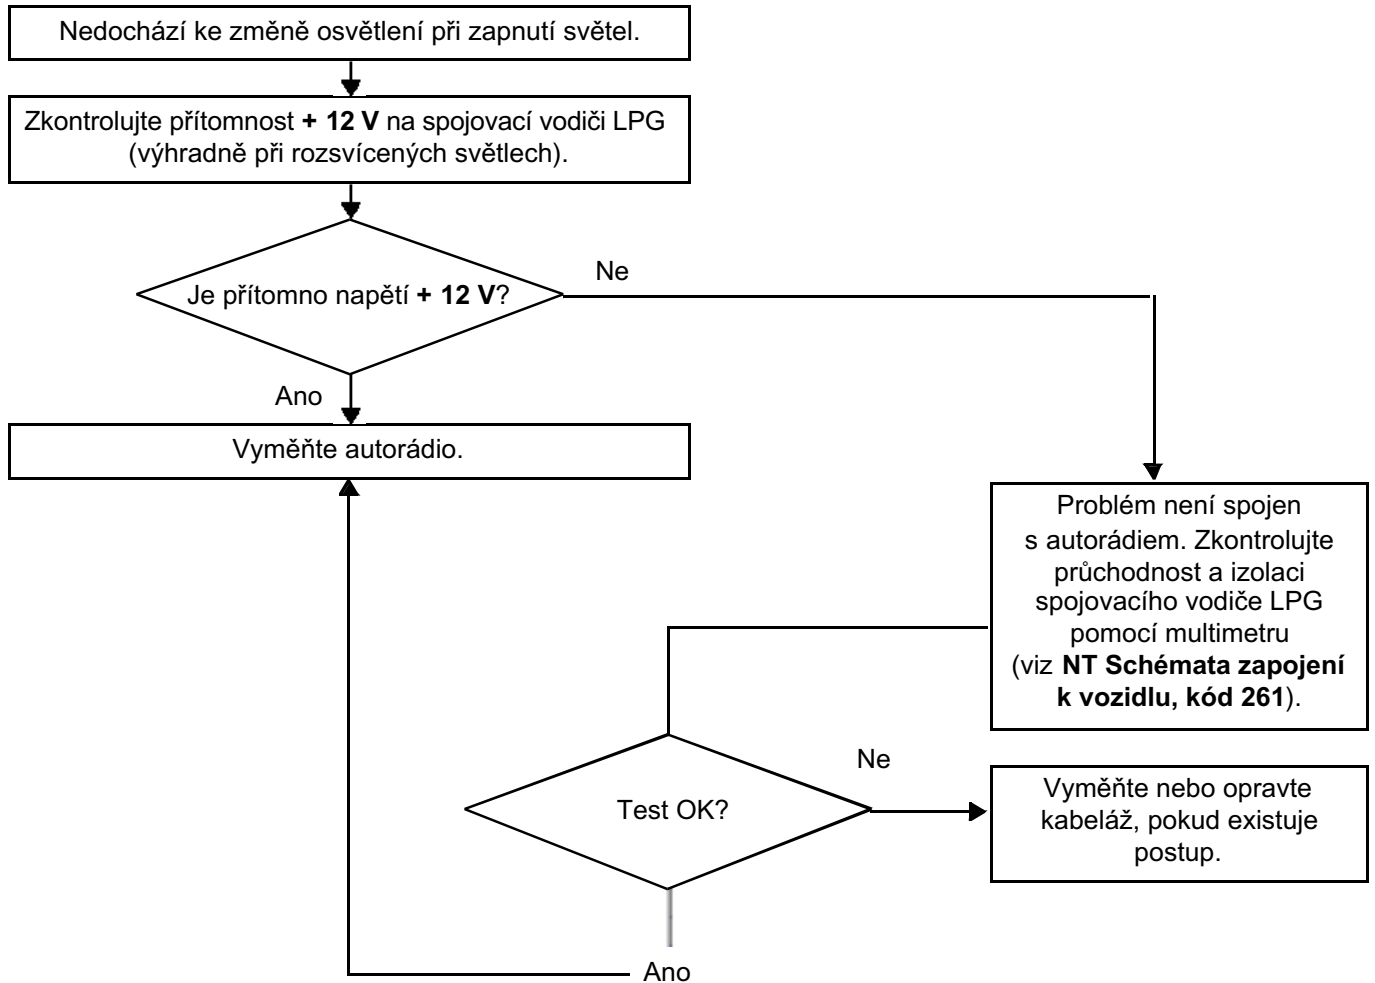 Nedochází ke změně osvětlení při zapnutí světel.
Zkontrolujte přítomnost + 12 V na spojovací vodiči LPG
(výhradně při rozsvícených světlech).
Je přítomno napětí + 12 V?
Ne
Ano
Vyměňte autorádio.
Problém není spojen
s autorádiem. Zkontrolujte
průchodnost a izolaci
spojovacího vodiče LPG
pomocí multimetru
(viz NT Schémata zapojení
k vozidlu, kód 261).
Test OK?
Ne
Vyměňte nebo opravte
kabeláž, pokud existuje
postup.
Ano